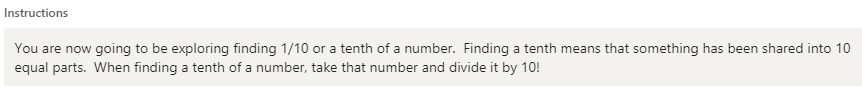 Instructions
You are now going to be exploring finding 1/10 or a tenth of a number.  Finding a tenth means that something has been shared into 10
equal parts.  When finding a tenth of a number, take that number and divide it by 10!